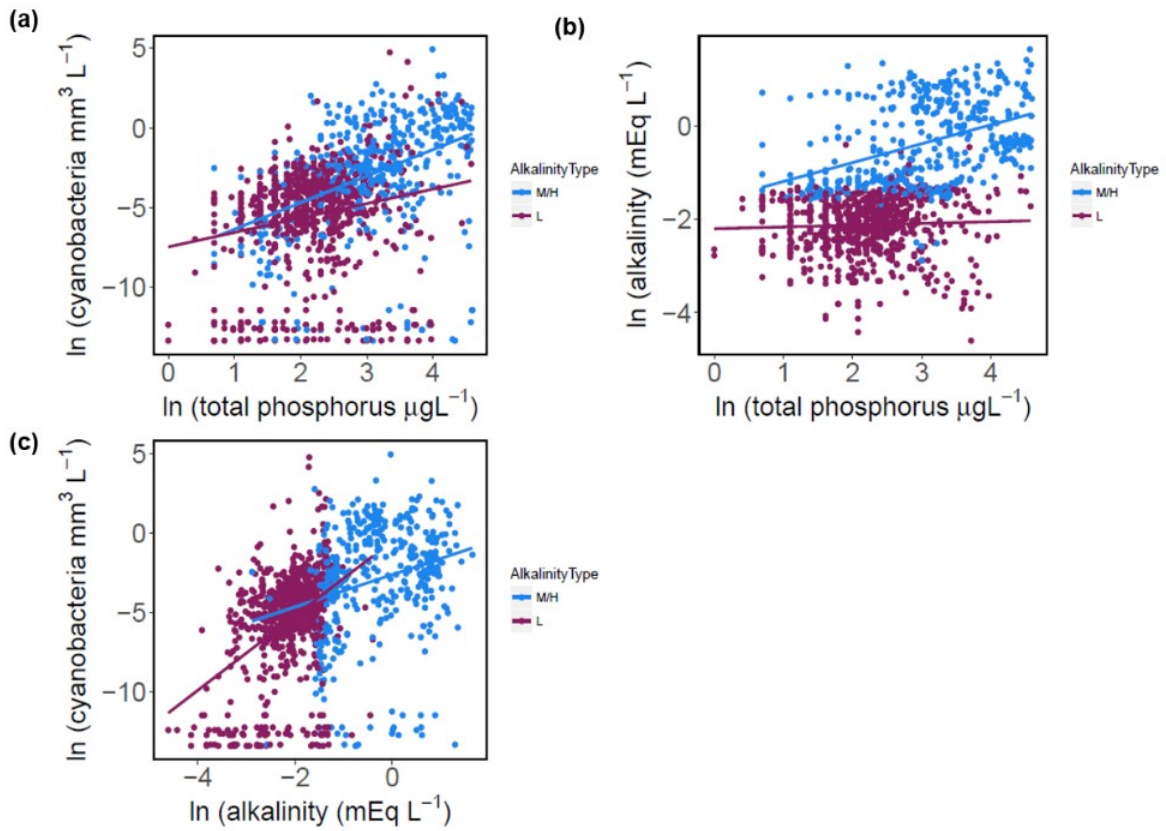 (a)
ln (cyanobacteria mm³ L⁻¹)
5
0
−5
−10
0 1 2 3 4
ln (total phosphorus μgL⁻¹)
AlkalinityType
M/H
L
(b)
ln (alkalinity (mEq L⁻¹)
0
−2
−4
0 1 2 3 4
ln (total phosphorus μgL⁻¹)
AlkalinityType
M/H
L
(c)
ln (cyanobacteria mm³ L⁻¹)
5
0
−5
−10
−4 −2 0
ln (alkalinity (mEq L⁻¹)
AlkalinityType
M/H
L